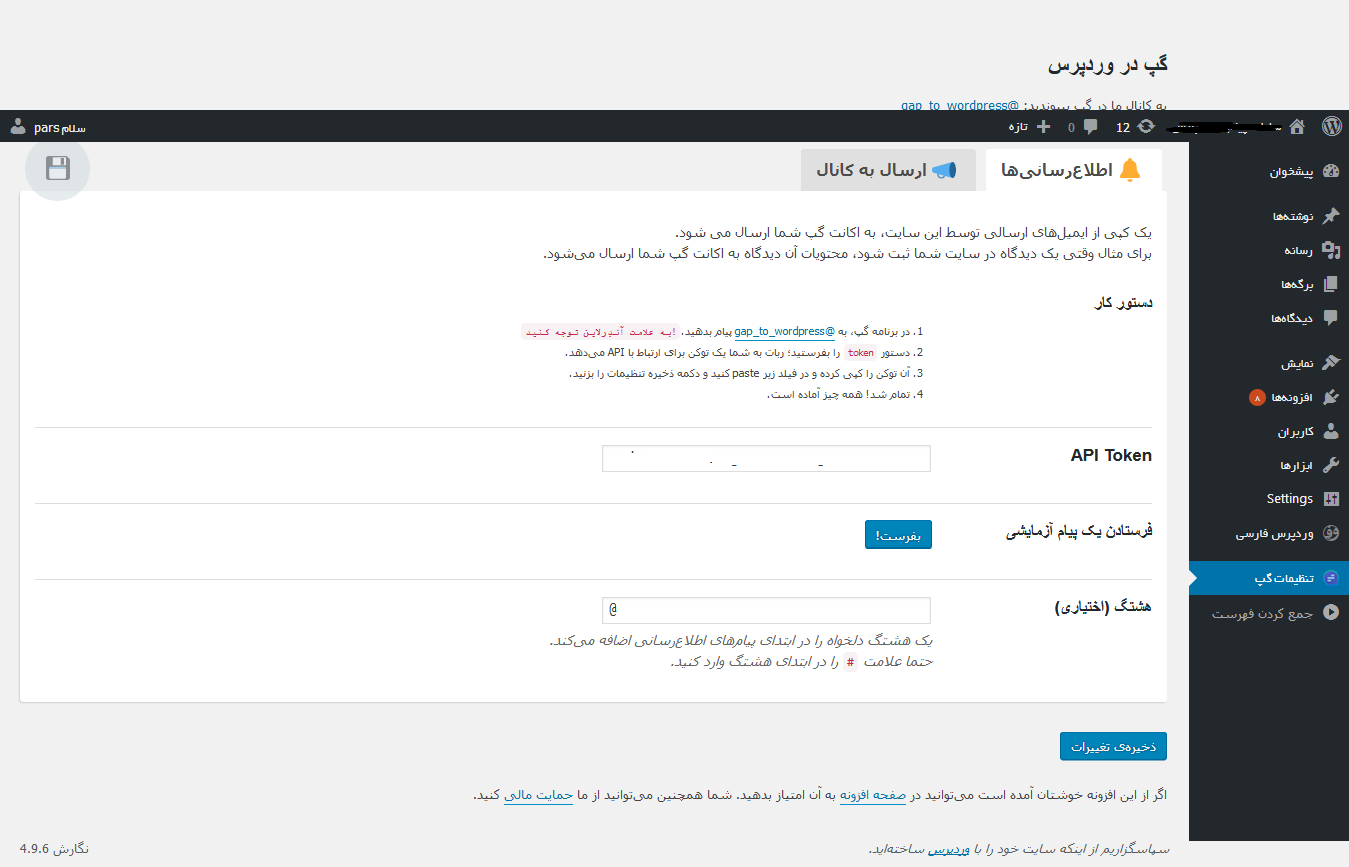 گپ در وردپرس
به کانال ما در گپ بپیوندید: @gap_to_wordpress
12
0
تازه
سلام pars
پیشخوان
نوشته‌ها
رسانه
برگه‌ها
دیدگاه‌ها
نمایش
افزونه‌ها ۸
کاربران
ابزارها
Settings
وردپرس فارسی
تنظیمات گپ
جمع کردن فهرست
اطلاع‌رسانی‌ها
ارسال به کانال
یک کپی از ایمیل‌های ارسالی توسط این سایت، به اکانت گپ شما ارسال می شود.
برای مثال وقتی یک دیدگاه در سایت شما ثبت شود، محتویات آن دیدگاه به اکانت گپ شما ارسال می‌شود.
دستور کار
1. در برنامه گپ، به @gap_to_wordpress پیام بدهید. !به علامت آندرلاین توجه کنید
2. دستور token را بفرستید؛ ربات به شما یک توکن برای ارتباط با API می‌دهد.
3. آن توکن را کپی کرده و در فیلد زیر paste کنید و دکمه ذخیره تنظیمات را بزنید.
4. تمام شد! همه چیز آماده است.
API Token
فرستادن یک پیام آزمایشی
بفرست!
هشتگ (اختیاری)
@
یک هشتگ دلخواه را در ابتدای پیام‌های اطلاع‌رسانی اضافه می‌کند.
حتما علامت # را در ابتدای هشتگ وارد کنید.
ذخیره‌ی تغییرات
اگر از این افزونه خوشتان آمده است می‌توانید در صفحه افزونه به آن امتیاز بدهید. شما همچنین می‌توانید از ما حمایت مالی کنید.
سپاسگزاریم از اینکه سایت خود را با وردپرس ساخته‌اید.
نگارش 4.9.6